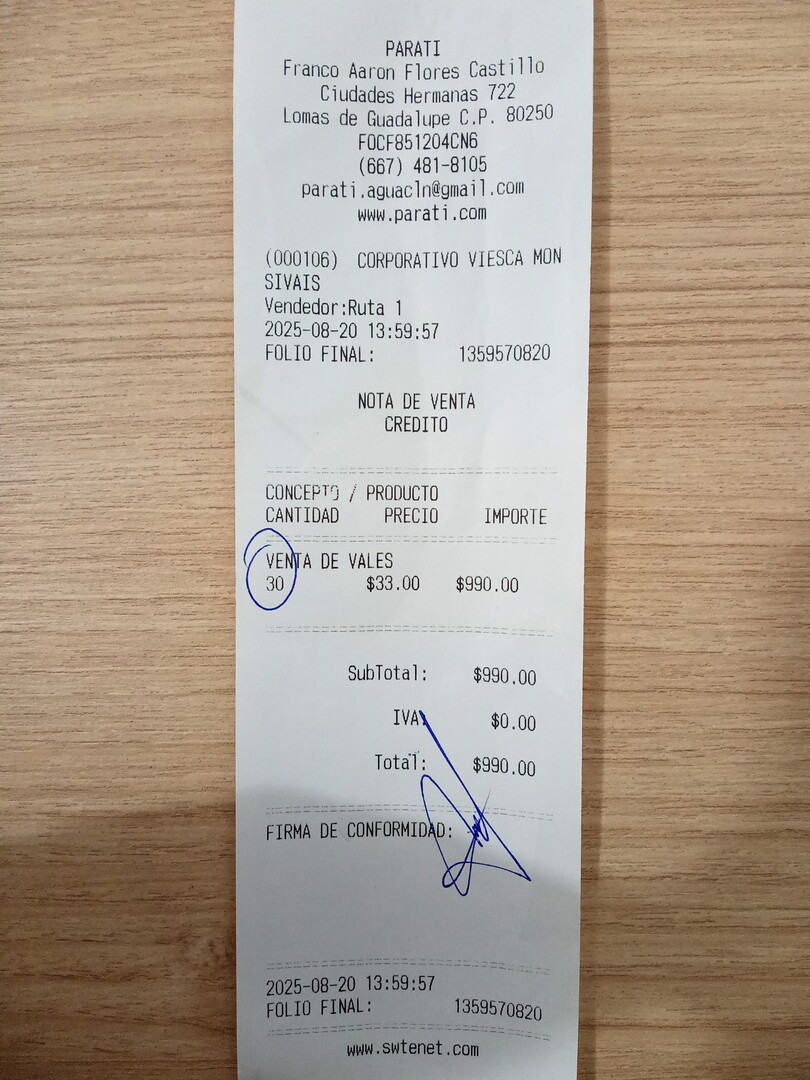 PARATI
Franco Aaron Flores Castillo
Ciudades Hermanas 722
Lomas de Guadalupe C.P. 80250
FOCF851204CN6
(667) 481-8105
parati.aguacln@gmail.com
www.parati.com
(000106) CORPORATIVO VIESCA MON
SIVAIS
Vendedor:Ruta 1
2025-08-20 13:59:57
FOLIO FINAL: 1359570820
NOTA DE VENTA
CREDITO
CONCEPTO / PRODUCTO
CANTIDAD PRECIO IMPORTE
VENTA DE VALES
30 $33.00 $990.00
SubTotal: $990.00
IVA: $0.00
Total: $990.00
FIRMA DE CONFORMIDAD:
2025-08-20 13:59:57
FOLIO FINAL: 1359570820
www.swtenet.com